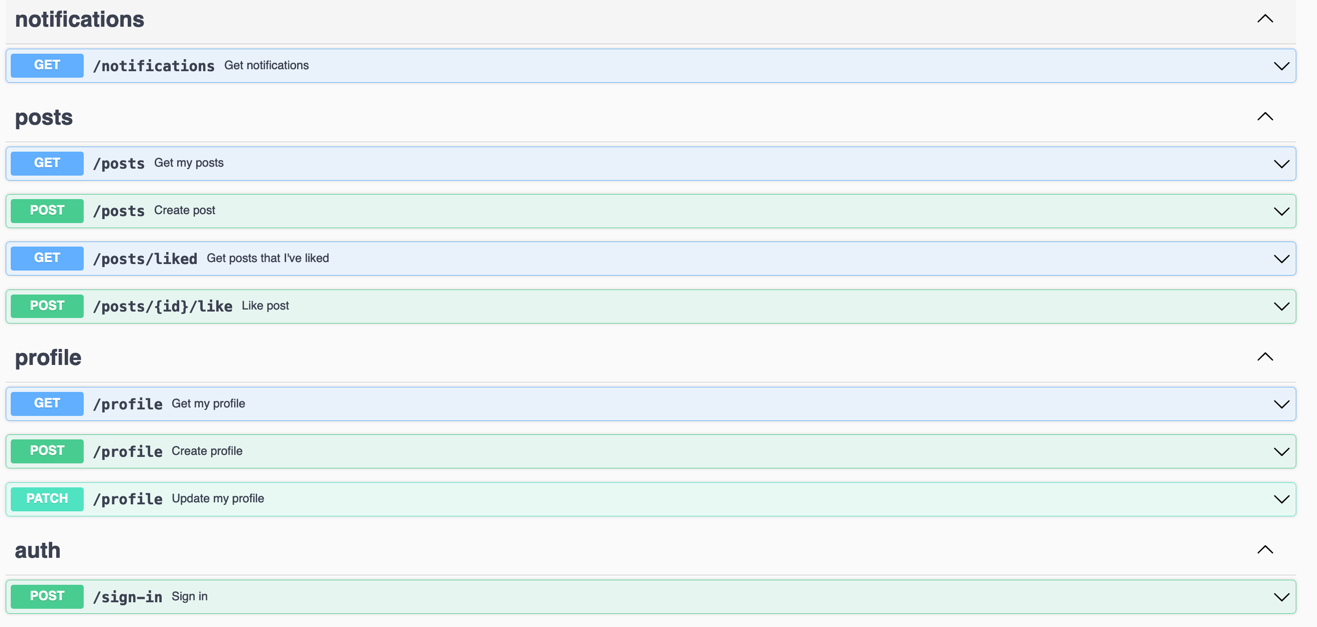 notifications
GET /notifications Get notifications
posts
GET /posts Get my posts
POST /posts Create post
GET /posts/liked Get posts that I've liked
POST /posts/{id}/like Like post
profile
GET /profile Get my profile
POST /profile Create profile
PATCH /profile Update my profile
auth
POST /sign-in Sign in